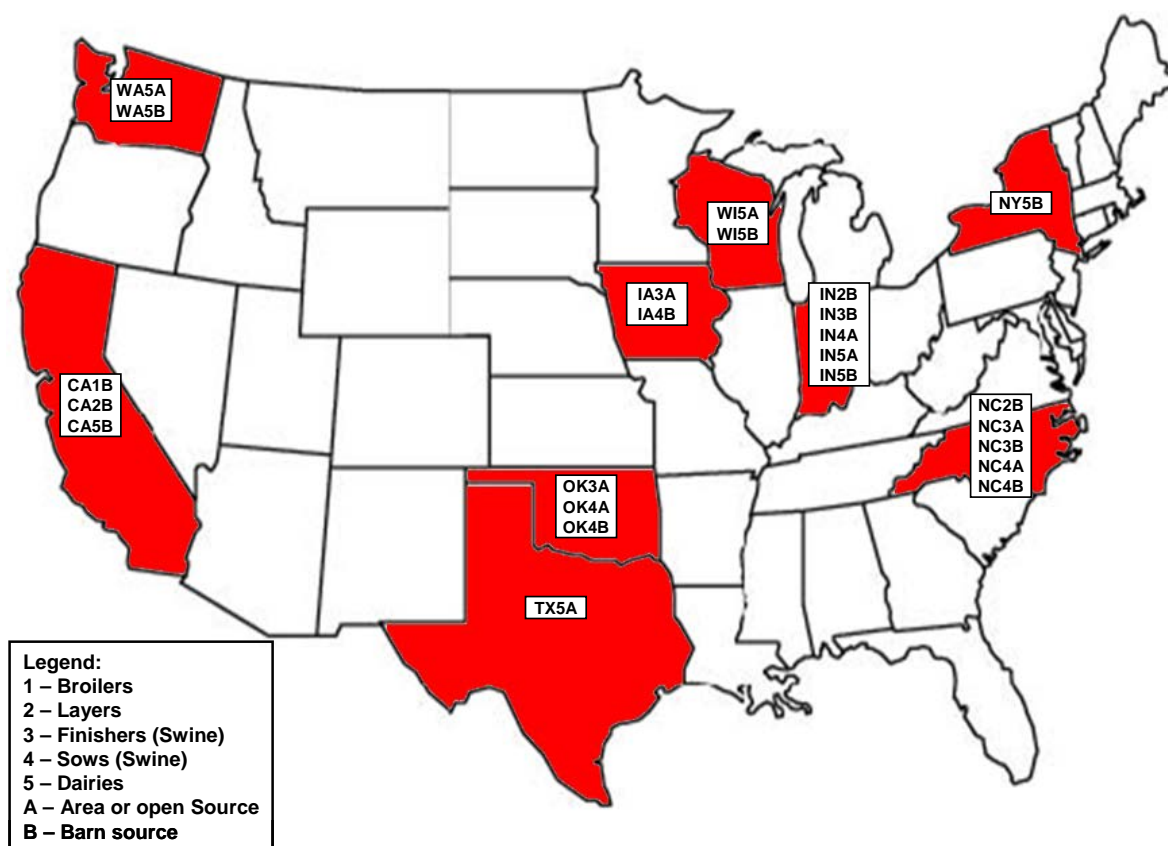 WA5A
WA5B
WI5A
WI5B
NY5B
IA3A
IA4B
IN2B
IN3B
IN4A
IN5A
IN5B
CA1B
CA2B
CA5B
NC2B
NC3A
NC3B
NC4A
NC4B
OK3A
OK4A
OK4B
TX5A
Legend:
1 – Broilers
2 – Layers
3 – Finishers (Swine)
4 – Sows (Swine)
5 – Dairies
A – Area or open Source
B – Barn source